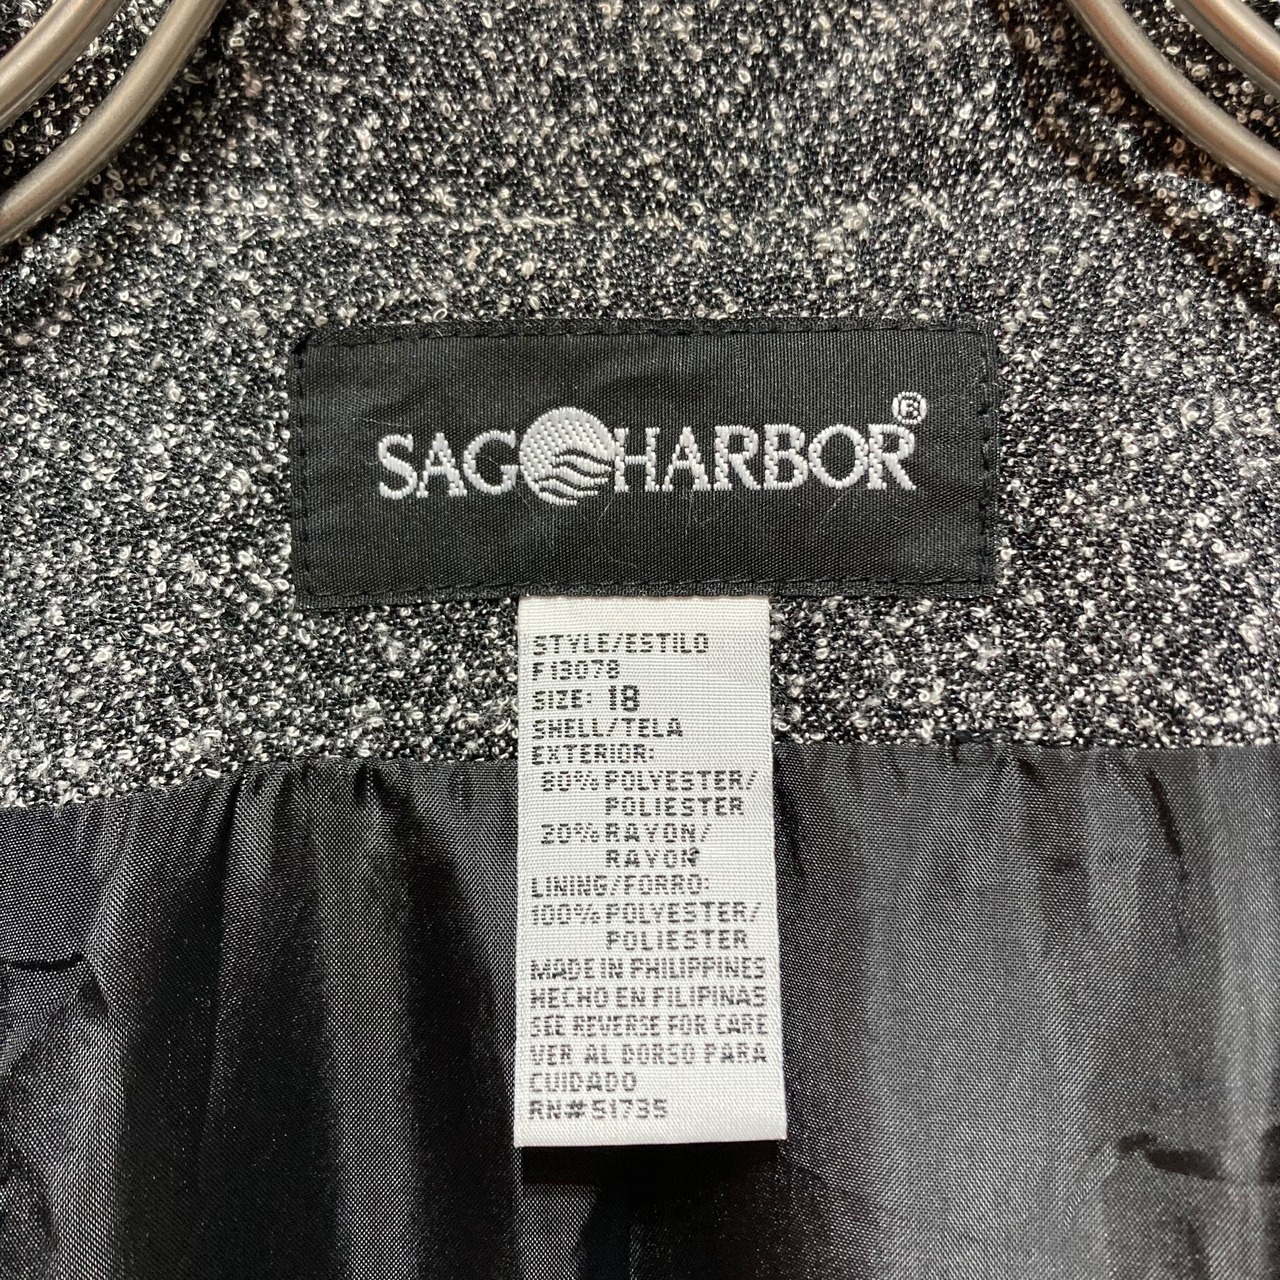 SAG HARBOR®
STYLE/ESTILO
F13078
SIZE: 18
SHELL/TELA
EXTERIOR:
80% POLYESTER/
POLIESTER
20% RAYON/
RAYON
LINING/FORRO:
100% POLYESTER/
POLIESTER
MADE IN PHILIPPINES
HECHO EN FILIPINAS
SEE REVERSE FOR CARE
VER AL DORSO PARA
CUIDADO
RN#51735